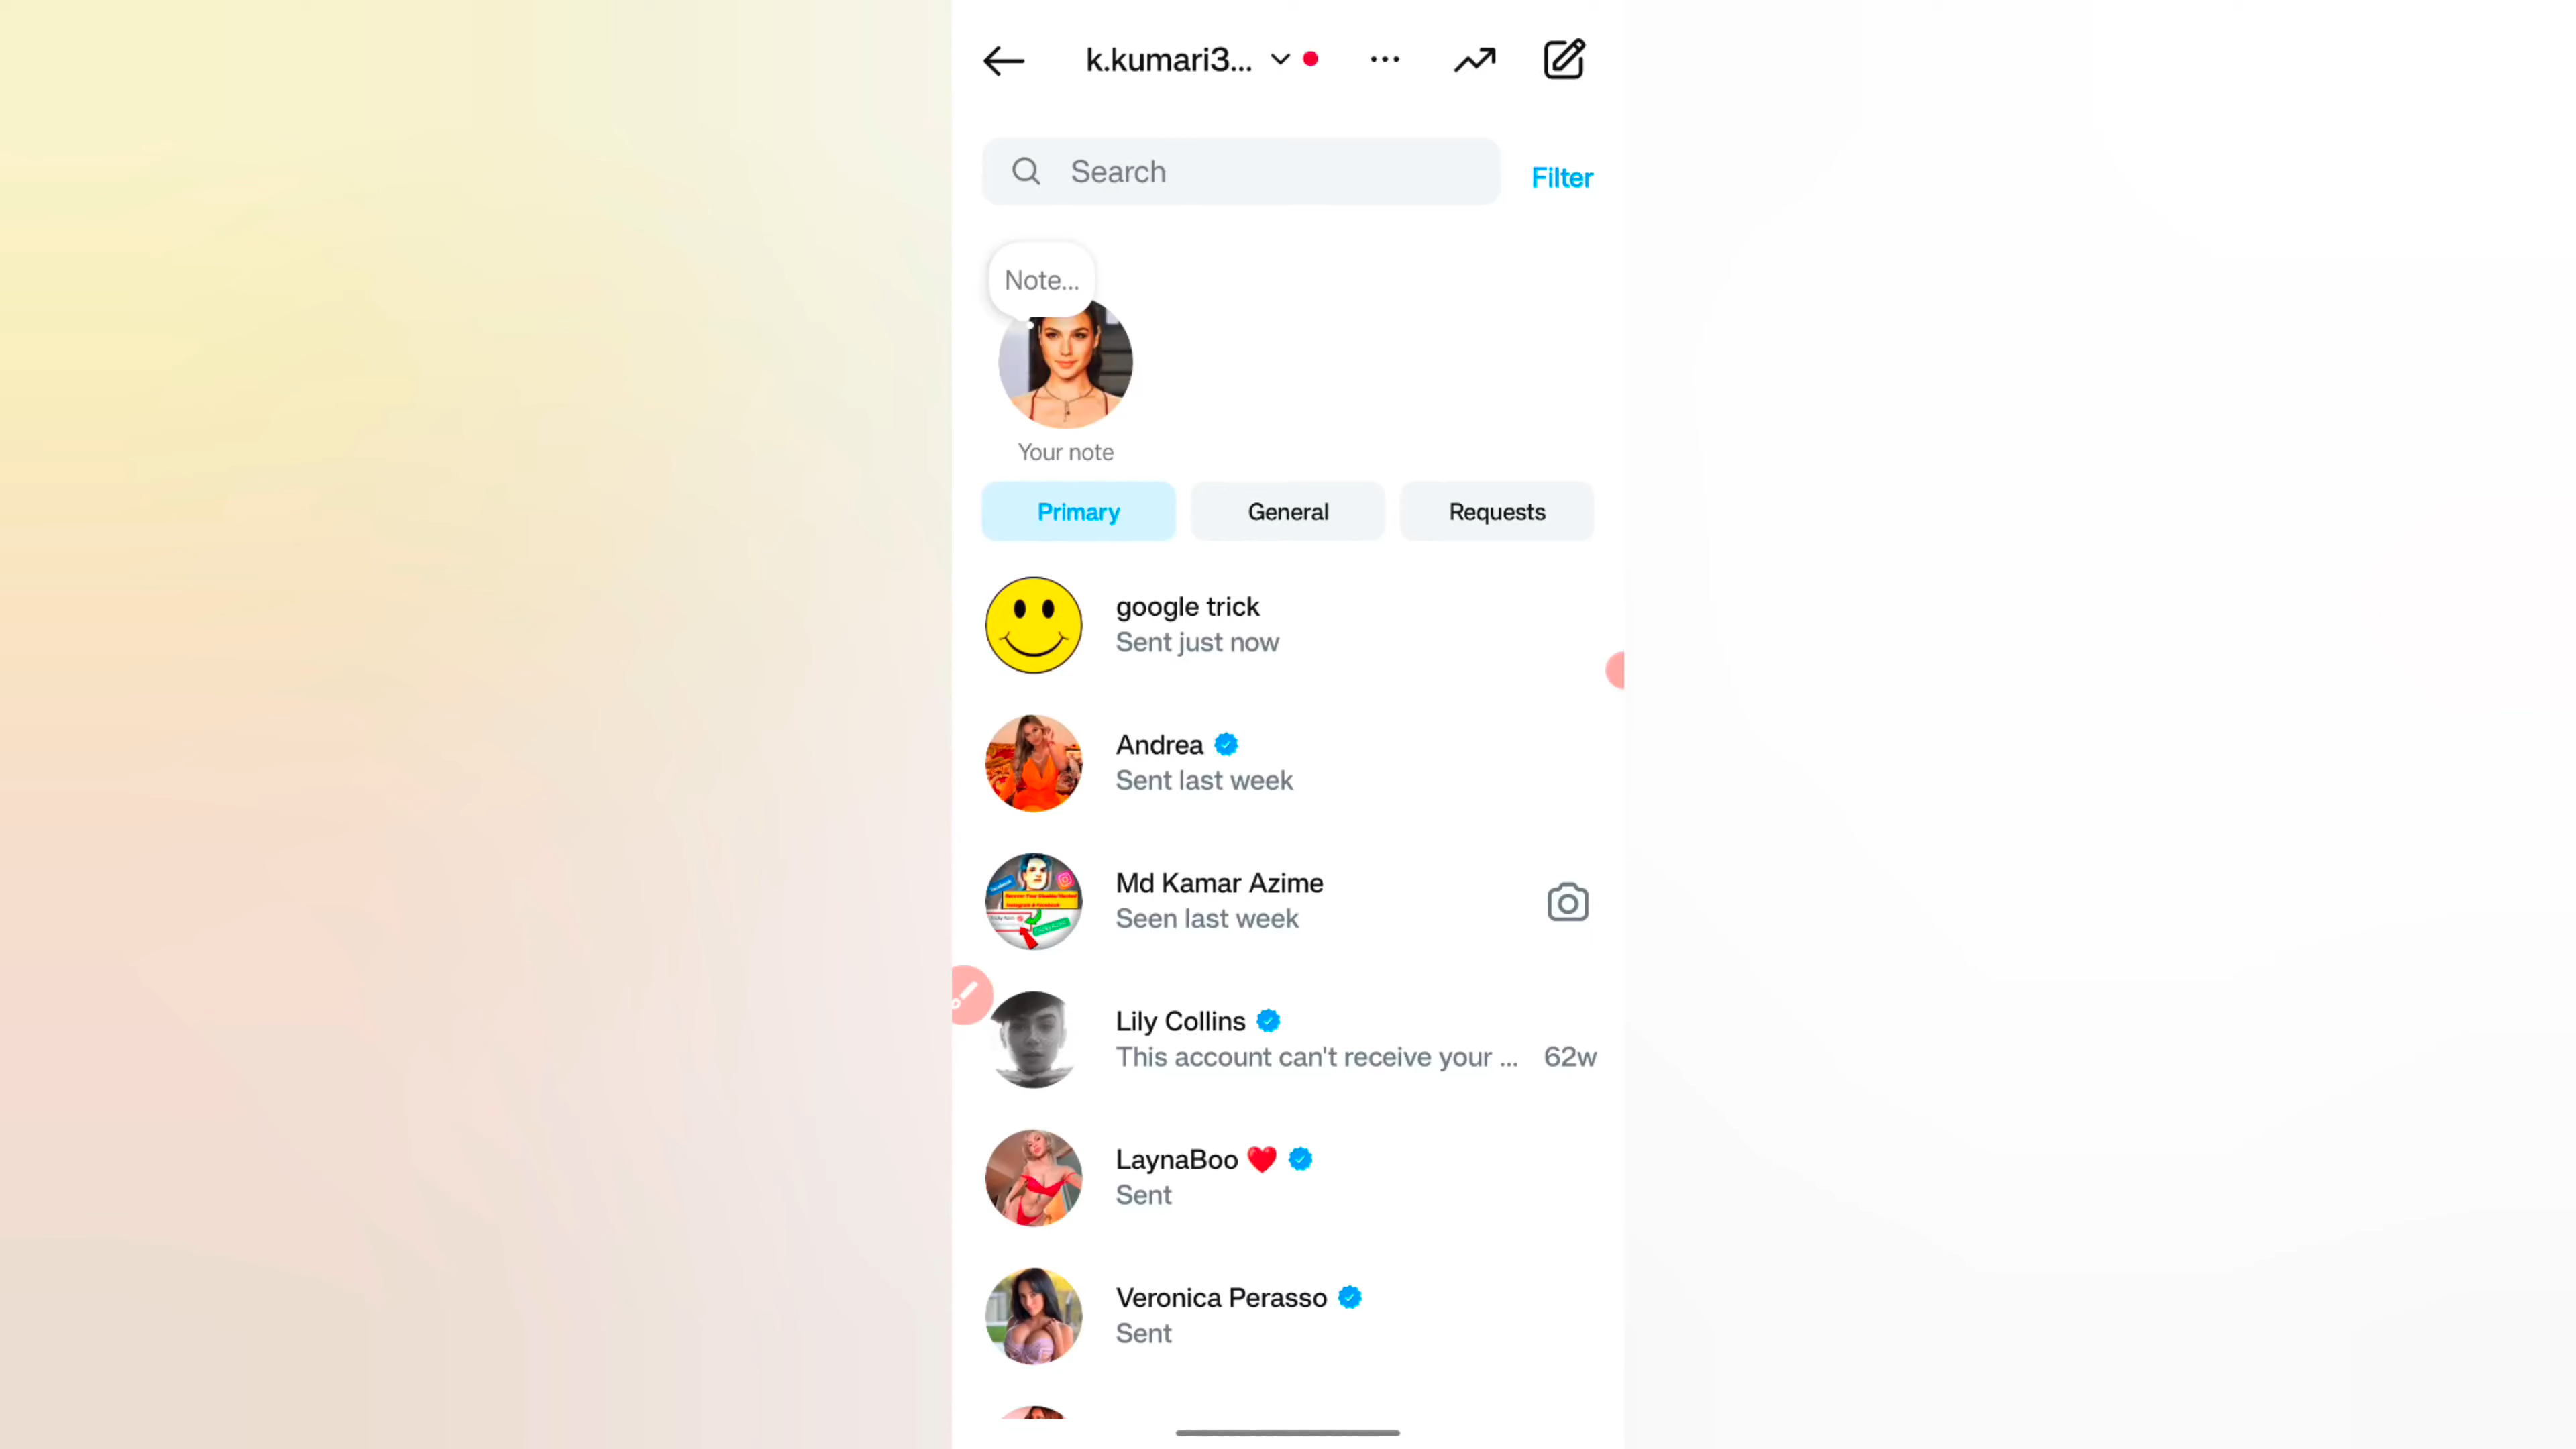 k.kumari3...
Search
Filter
Note...
Your note
Primary
General
Requests
google trick
Sent just now
Andrea
Sent last week
Md Kamar Azime
Seen last week
Lily Collins
This account can't receive your ... 62w
LaynaBoo ❤️
Sent
Veronica Perasso
Sent